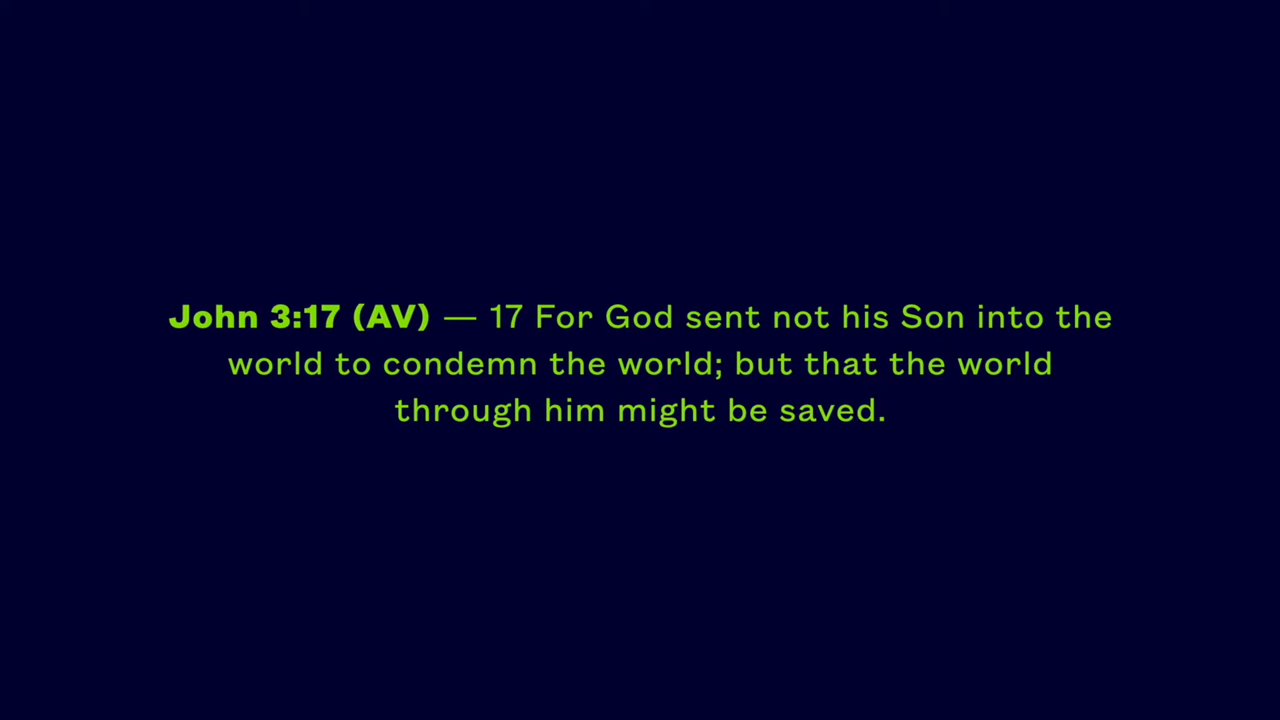 John 3:17 (AV) — 17 For God sent not his Son into the
world to condemn the world; but that the world
through him might be saved.